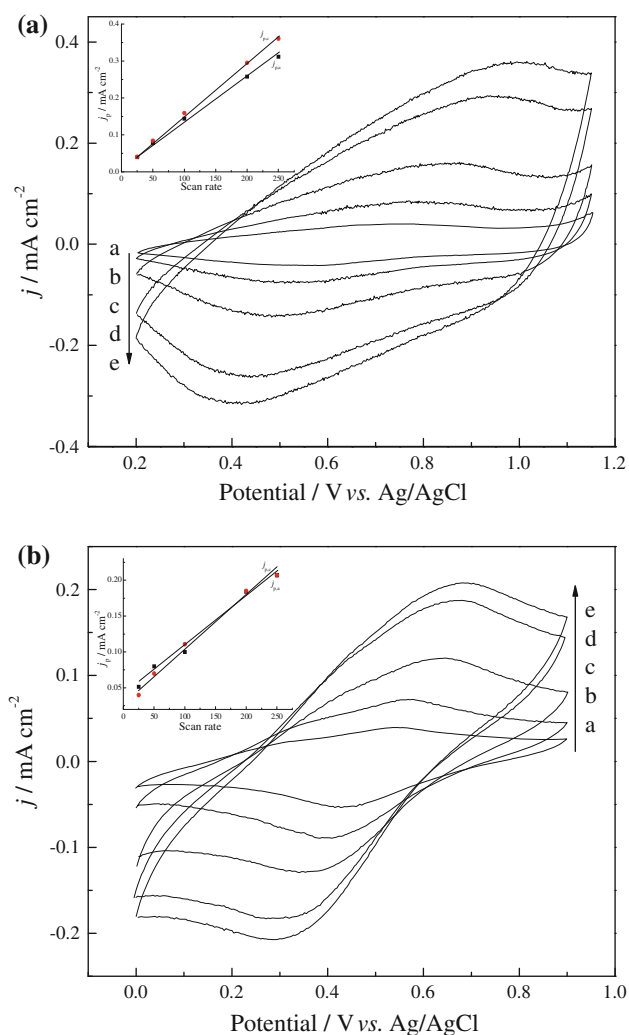 (a)
0.4
0.2
0.0
-0.2
-0.4
j / mA cm-2
0.2 0.4 0.6 0.8 1.0 1.2
Potential / V vs. Ag/AgCl
a
b
c
d
e
0.4
0.3
0.2
0.1
0.0
jp / mA cm-2
0 50 100 150 200 250
Scan rate
(b)
0.2
0.1
0.0
-0.1
-0.2
j / mA cm-2
0.0 0.2 0.4 0.6 0.8 1.0
Potential / V vs. Ag/AgCl
e
d
c
b
a
0.20
0.15
0.10
0.05
jp / mA cm-2
0 50 100 150 200 250
Scan rate